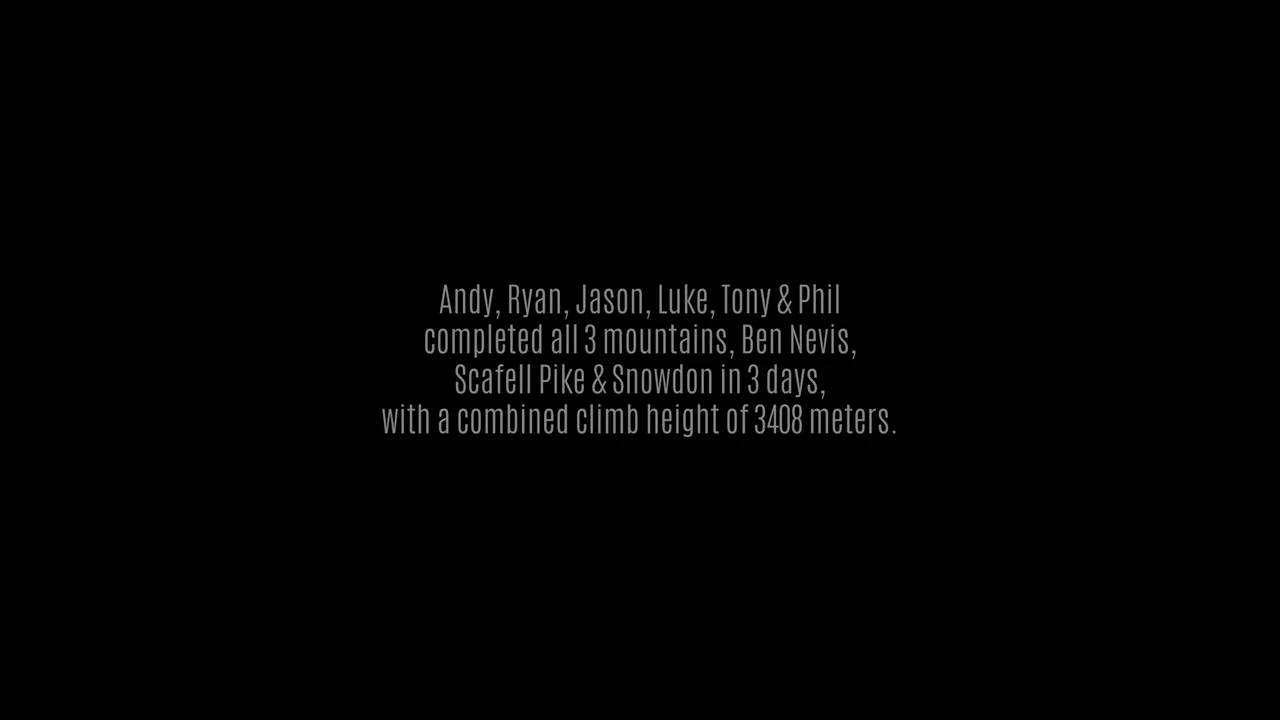 Andy, Ryan, Jason, Luke, Tony & Phil
completed all 3 mountains, Ben Nevis,
Scafell Pike & Snowdon in 3 days,
with a combined climb height of 3408 meters.